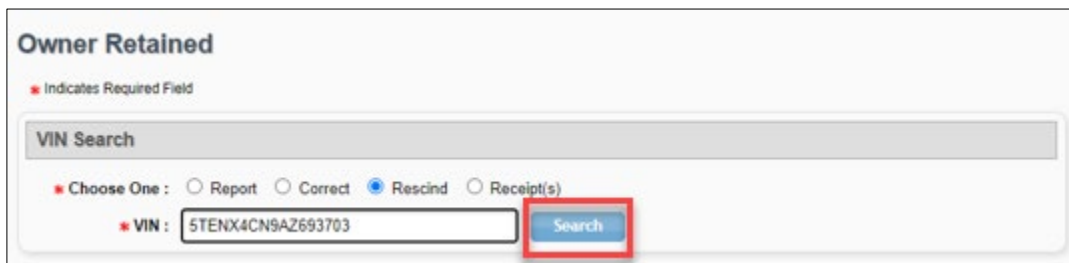 Owner Retained
* Indicates Required Field
VIN Search
* Choose One : Report Correct Rescind Receipt(s)
* VIN : 5TENX4CN9AZ693703 Search